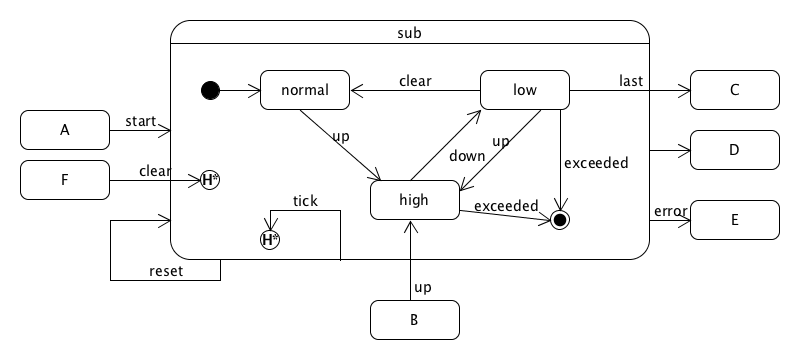 sub
normal
clear
low
last
C
A
start
up
up
down
D
F
clear
H*
exceeded
tick
high
exceeded
error
E
H*
reset
up
B